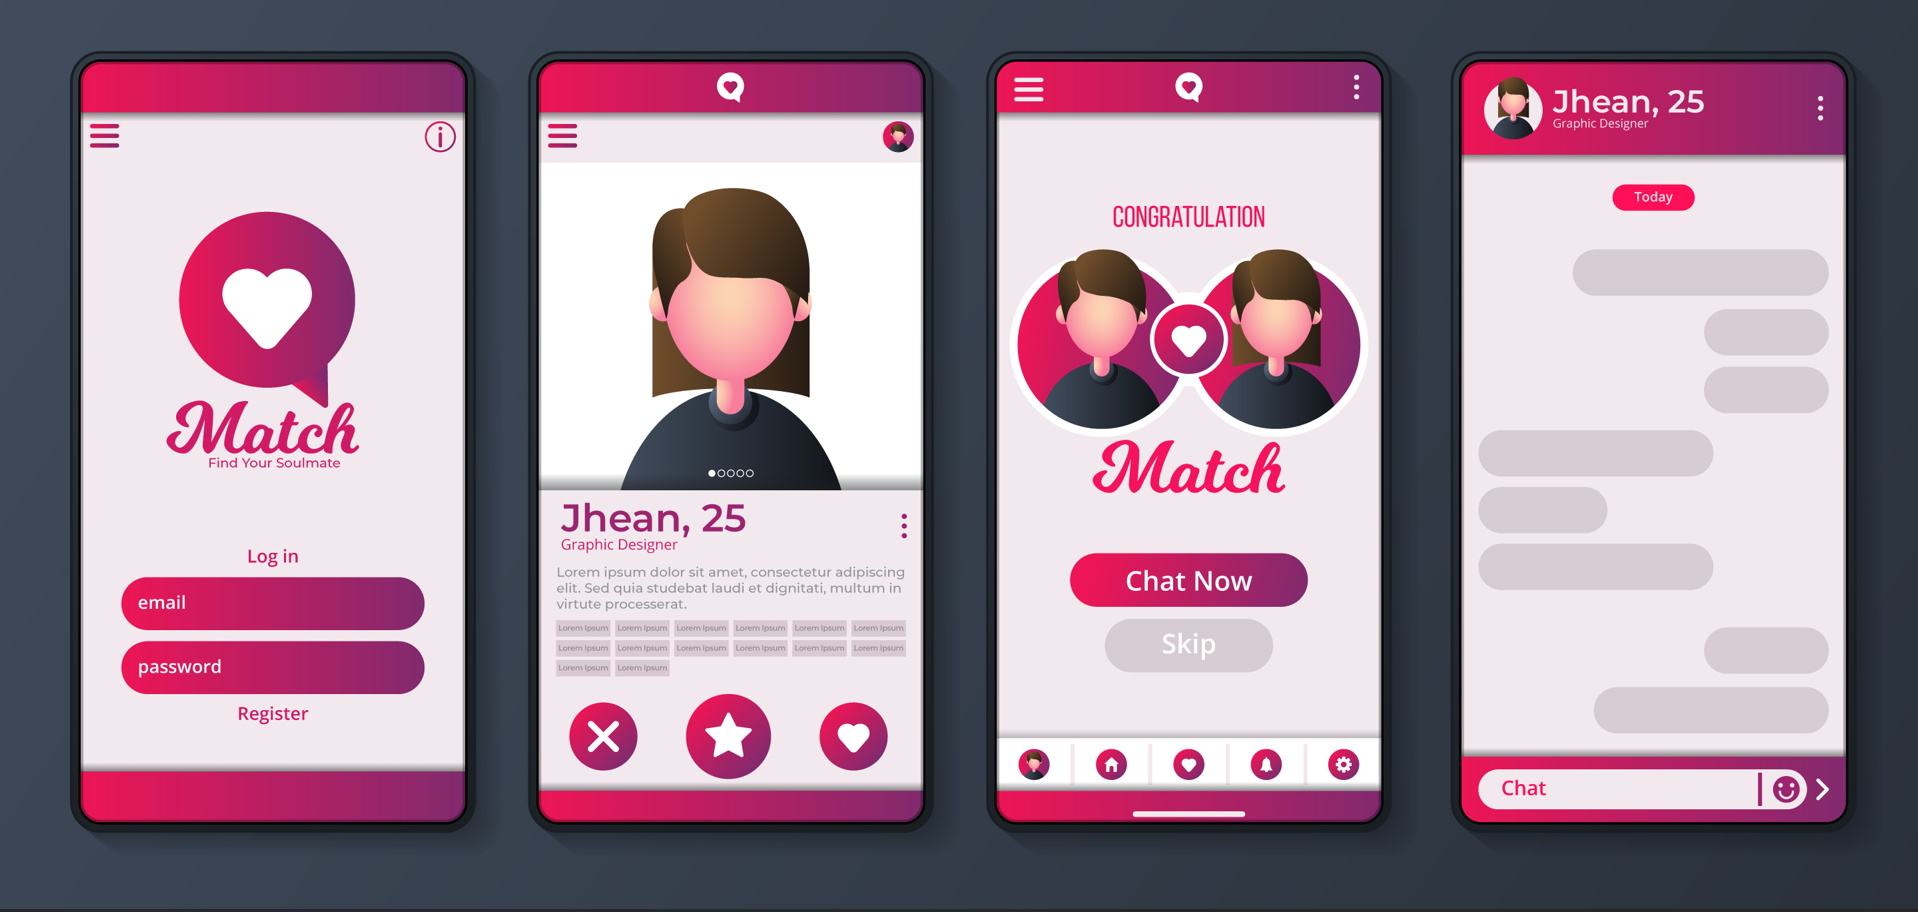 Match
Find Your Soulmate
Log in
email
password
Register
Jhean, 25
Graphic Designer
Lorem ipsum dolor sit amet, consectetur adipiscing
elit. Sed quia studebat laudi et dignitati, multum in
virtute processerat.
Lorem Ipsum Lorem Ipsum Lorem Ipsum Lorem Ipsum Lorem Ipsum Lorem Ipsum
Lorem Ipsum Lorem Ipsum Lorem Ipsum Lorem Ipsum Lorem Ipsum Lorem Ipsum
Lorem Ipsum Lorem Ipsum
CONGRATULATION
Match
Chat Now
Skip
Jhean, 25
Graphic Designer
Today
Chat